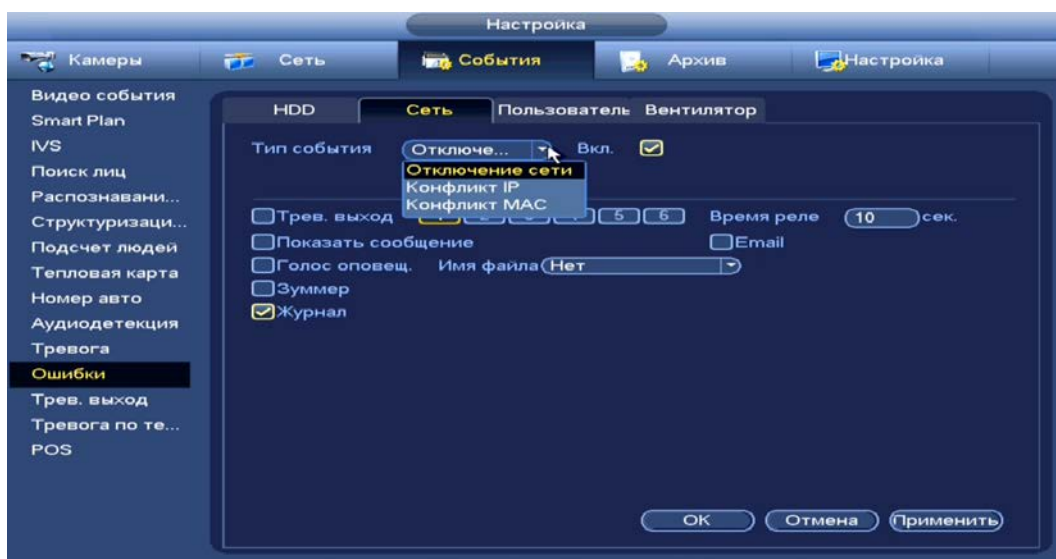 Настройка
Камеры Сеть События Архив Настройка
Видео события
Smart Plan
IVS
Поиск лиц
Распознавани...
Структуризаци...
Подсчет людей
Тепловая карта
Номер авто
Аудиодетекция
Тревога
Ошибки
Трев. выход
Тревога по те...
POS
HDD Сеть Пользователь Вентилятор
Тип события Отключе... Вкл.
Отключение сети
Конфликт IP
Конфликт MAC
Трев. выход 5 6 Время реле 10 сек.
Показать сообщение Email
Голос оповещ. Имя файла Нет
Зуммер
Журнал
OK Отмена Применить